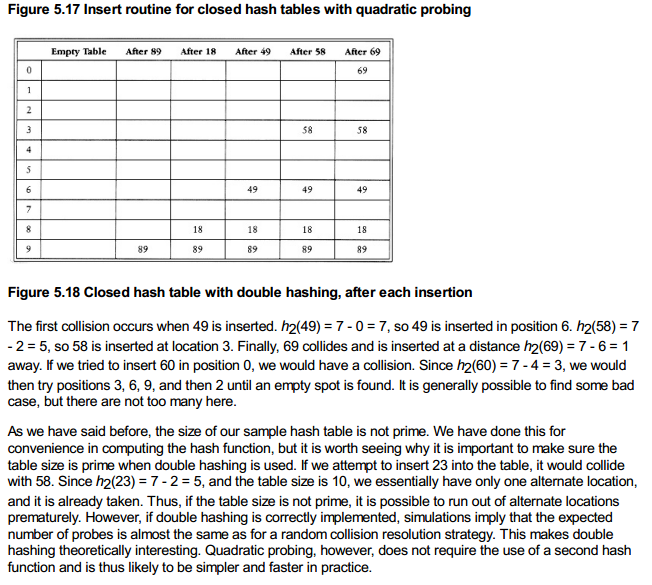 Figure 5.17 Insert routine for closed hash tables with quadratic probing
Empty Table After 89 After 18 After 49 After 58 After 69
0 69
1
2
3 58 58
4
5
6 49 49 49
7
8 18 18 18 18
9 89 89 89 89 89
Figure 5.18 Closed hash table with double hashing, after each insertion
The first collision occurs when 49 is inserted. h2(49) = 7 - 0 = 7, so 49 is inserted in position 6. h2(58) = 7
- 2 = 5, so 58 is inserted at location 3. Finally, 69 collides and is inserted at a distance h2(69) = 7 - 6 = 1
away. If we tried to insert 60 in position 0, we would have a collision. Since h2(60) = 7 - 4 = 3, we would
then try positions 3, 6, 9, and then 2 until an empty spot is found. It is generally possible to find some bad
case, but there are not too many here.
As we have said before, the size of our sample hash table is not prime. We have done this for
convenience in computing the hash function, but it is worth seeing why it is important to make sure the
table size is prime when double hashing is used. If we attempt to insert 23 into the table, it would collide
with 58. Since h2(23) = 7 - 2 = 5, and the table size is 10, we essentially have only one alternate location,
and it is already taken. Thus, if the table size is not prime, it is possible to run out of alternate locations
prematurely. However, if double hashing is correctly implemented, simulations imply that the expected
number of probes is almost the same as for a random collision resolution strategy. This makes double
hashing theoretically interesting. Quadratic probing, however, does not require the use of a second hash
function and is thus likely to be simpler and faster in practice.